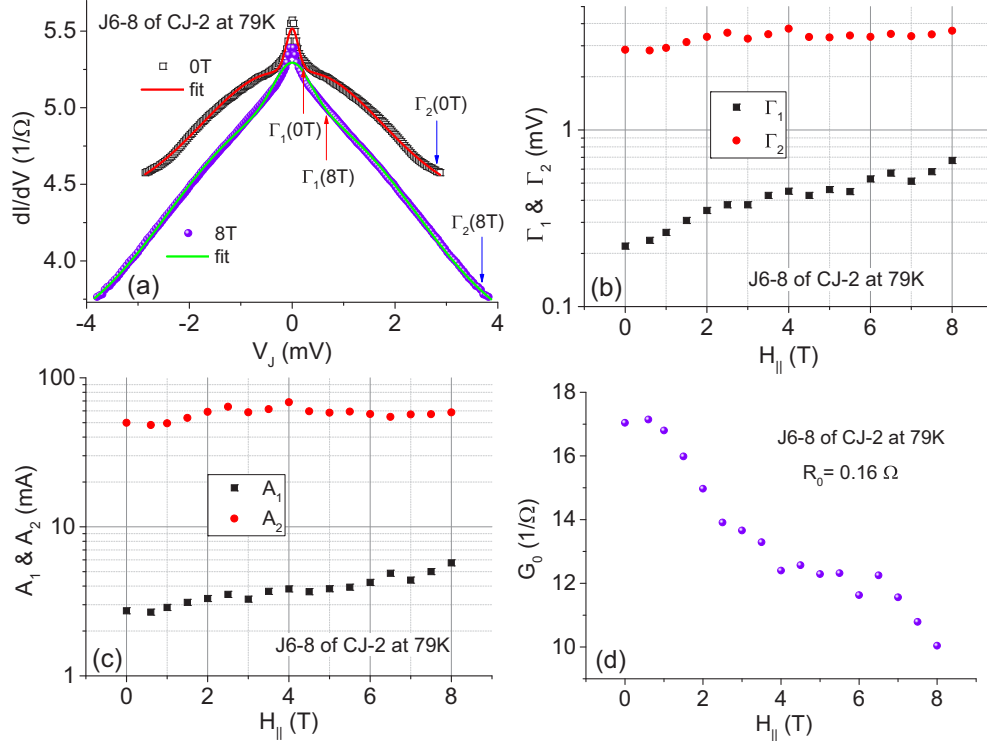 J6-8 of CJ-2 at 79K
5.5
5.0
4.5
4.0
dI/dV (1/Ω)
0T
fit
Γ1(0T)
Γ2(0T)
Γ1(8T)
Γ2(8T)
8T
fit
(a)
-4 -2 0 2 4
VJ (mV)
1
0.1
Γ1 & Γ2 (mV)
Γ1
Γ2
(b)
J6-8 of CJ-2 at 79K
0 2 4 6 8
H|| (T)
100
10
1
A1 & A2 (mA)
A1
A2
(c)
J6-8 of CJ-2 at 79K
0 2 4 6 8
H|| (T)
18
16
14
12
10
G0 (1/Ω)
J6-8 of CJ-2 at 79K
R0= 0.16 Ω
(d)
0 2 4 6 8
H|| (T)